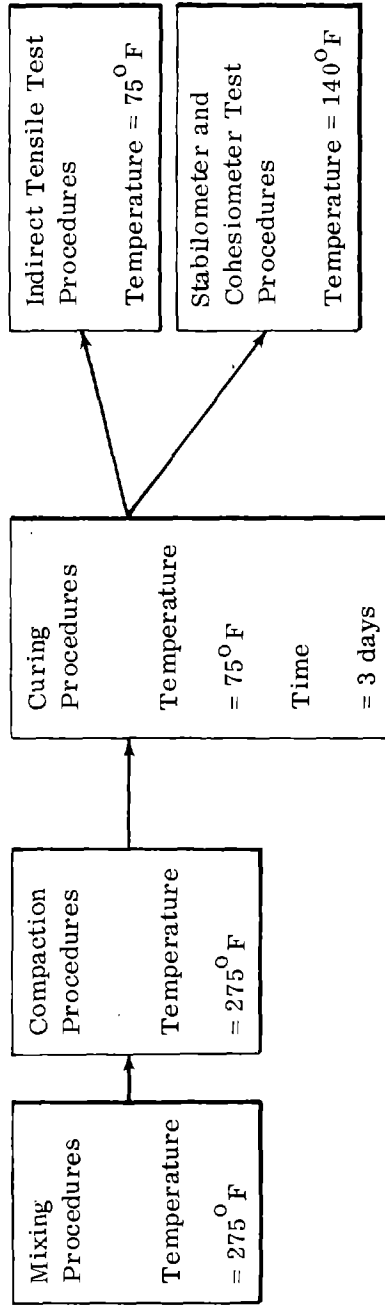 Mixing
Procedures
Temperature
= 275°F
Compaction
Procedures
Temperature
= 275°F
Curing
Procedures
Temperature
= 75°F
Time
= 3 days
Indirect Tensile Test
Procedures
Temperature = 75°F
Stabilometer and
Cohesiometer Test
Procedures
Temperature = 140°F